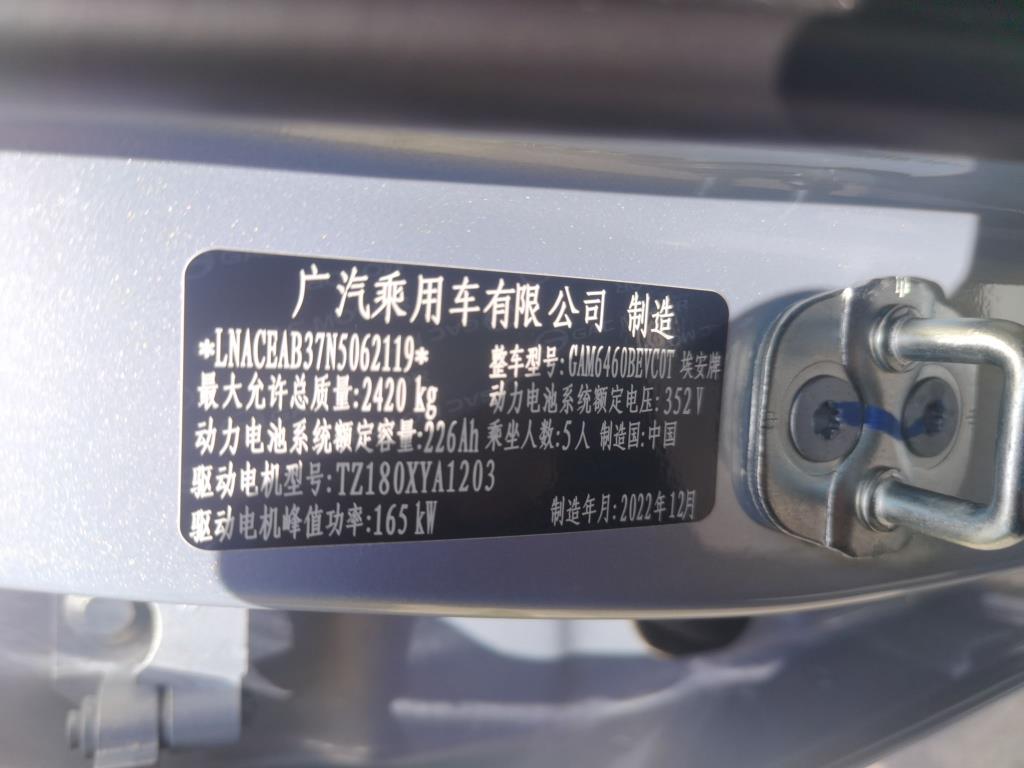 广汽乘用车有限公司 制造
*LNACEAB37N5062119* 整车型号:GAM6460BEVC0T 埃安牌
最大允许总质量:2420 kg 动力电池系统额定电压:352 V
动力电池系统额定容量:226Ah 乘坐人数:5人 制造国:中国
驱动电机型号:TZ180XYA1203
驱动电机峰值功率:165 kW 制造年月:2022年12月